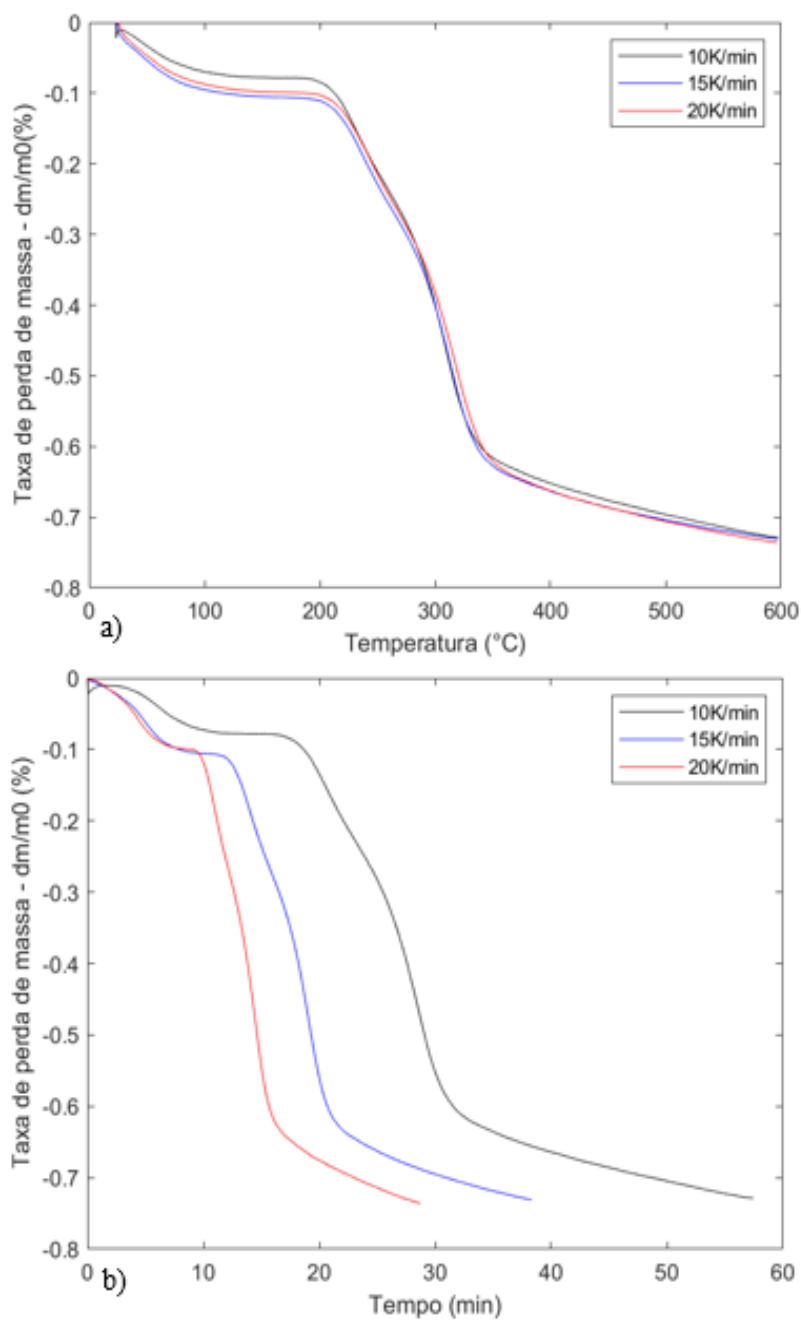 0
-0.1
-0.2
-0.3
-0.4
-0.5
-0.6
-0.7
-0.8
Taxa de perda de massa - dm/m0(%)
10K/min
15K/min
20K/min
0 100 200 300 400 500 600
a)
Temperatura (°C)
0
-0.1
-0.2
-0.3
-0.4
-0.5
-0.6
-0.7
-0.8
Taxa de perda de massa - dm/m0 (%)
10K/min
15K/min
20K/min
0 10 20 30 40 50 60
b)
Tempo (min)